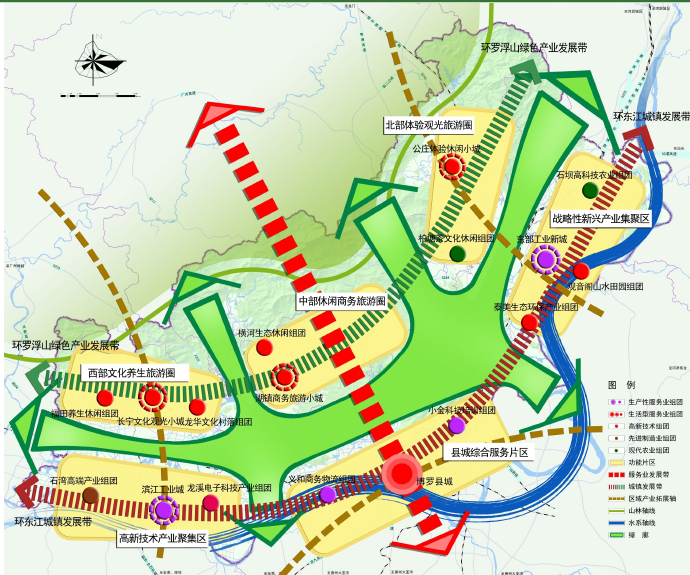 环罗浮山绿色产业发展带
环东江城镇发展带
北部体验观光旅游圈
公庄体验休闲小城
石坝高科技农业组团
战略性新兴产业集聚区
柏塘茶文化休闲组团
东部工业新城
观音阁山水田园组团
中部休闲商务旅游圈
泰美生态环保产业组团
横河生态休闲组团
环罗浮山绿色产业发展带
西部文化养生旅游圈
湖镇商务旅游小城
福田养生休闲组团
长宁文化观光小城
龙华文化村落组团
小金科技培训组团
县城综合服务片区
石湾高端产业组团
滨江工业城
龙溪电子科技产业组团
义和商务物流组团
博罗县城
环东江城镇发展带
高新技术产业聚集区
图 例
生产性服务业组团
生活型服务业组团
高新技术组团
先进制造业组团
现代农业组团
功能片区
服务业发展带
城镇发展带
区域产业拓展轴
山林轴线
水系轴线
绿 廊